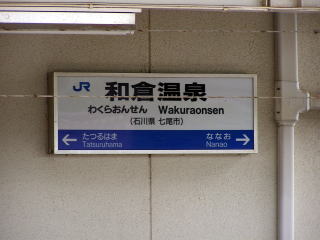 JR 和倉温泉
わくらおんせん Wakuraonsen
(石川県 七尾市)
← たつるはま ななお →
Tatsuruhama Nanao